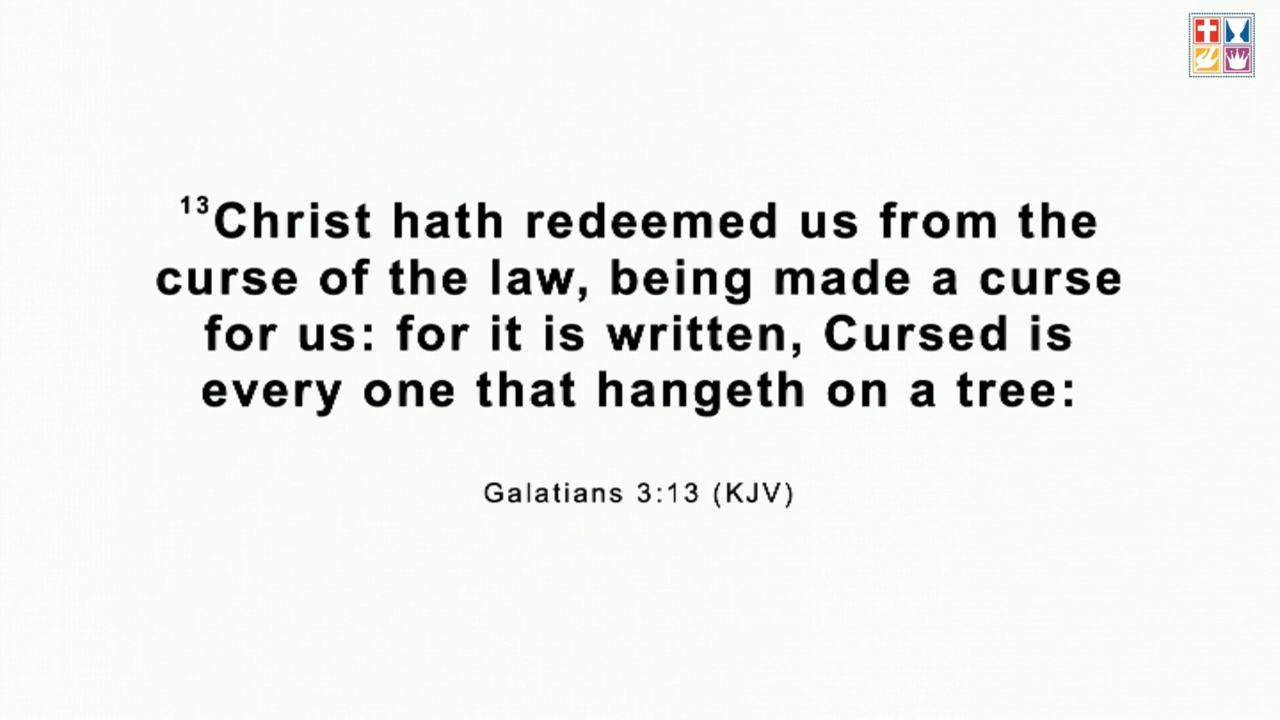 ¹³Christ hath redeemed us from the
curse of the law, being made a curse
for us: for it is written, Cursed is
every one that hangeth on a tree:
Galatians 3:13 (KJV)